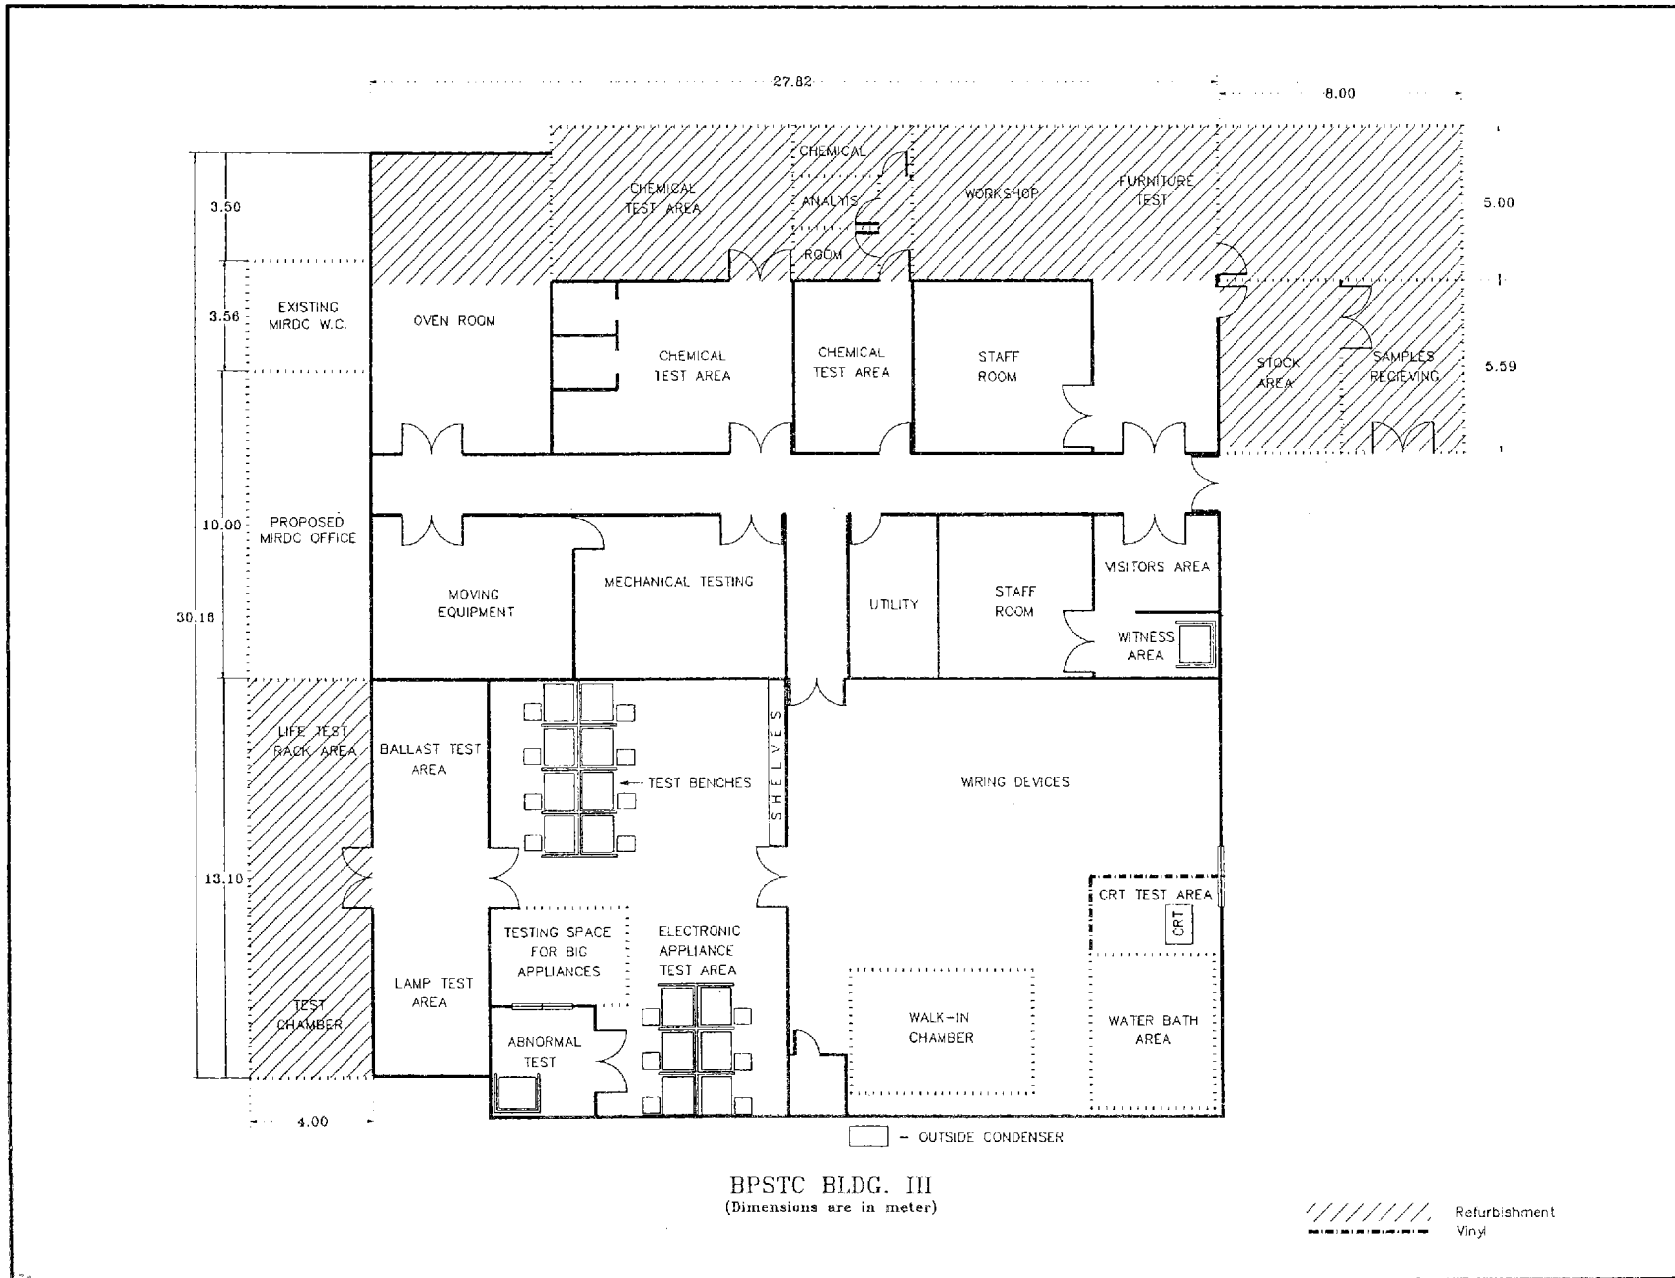 27.82
8.00
CHEMICAL
ANALYIS
ROOM
CHEMICAL
TEST AREA
WORKSHOP
FURNITURE
TEST
3.50
5.00
EXISTING
MIRDC W.C.
3.56
OVEN ROOM
CHEMICAL
TEST AREA
CHEMICAL
TEST AREA
STAFF
ROOM
STOCK
AREA
SAMPLES
RECIEVING
5.59
10.00
PROPOSED
MIRDC OFFICE
MOVING
EQUIPMENT
MECHANICAL TESTING
UTILITY
STAFF
ROOM
VISITORS AREA
WITNESS
AREA
30.16
LIFE TEST
RACK AREA
BALLAST TEST
AREA
TEST BENCHES
SHELVES
WIRING DEVICES
13.10
CRT TEST AREA
CRT
TESTING SPACE
FOR BIG
APPLIANCES
ELECTRONIC
APPLIANCE
TEST AREA
LAMP TEST
AREA
TEST
CHAMBER
ABNORMAL
TEST
WALK-IN
CHAMBER
WATER BATH
AREA
4.00
- OUTSIDE CONDENSER
BPSTC BLDG. III
(Dimensions are in meter)
Refurbishment
Vinyl